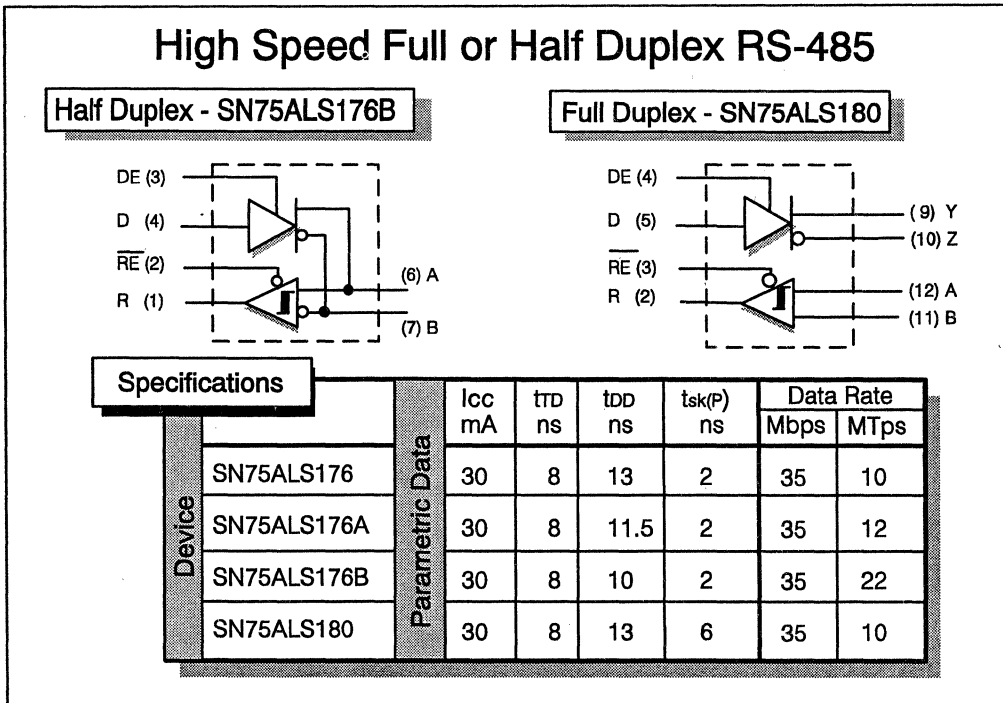 High Speed Full or Half Duplex RS-485
Half Duplex - SN75ALS176B
Full Duplex - SN75ALS180
DE (3)
D (4)
RE (2)
R (1)
(6) A
(7) B
DE (4)
D (5)
RE (3)
R (2)
( 9) Y
(10) Z
(12) A
(11) B
Specifications
Device
Parametric Data
Icc mA
tTD ns
tDD ns
tsk(P) ns
Data Rate
Mbps MTps
SN75ALS176 30 8 13 2 35 10
SN75ALS176A 30 8 11.5 2 35 12
SN75ALS176B 30 8 10 2 35 22
SN75ALS180 30 8 13 6 35 10